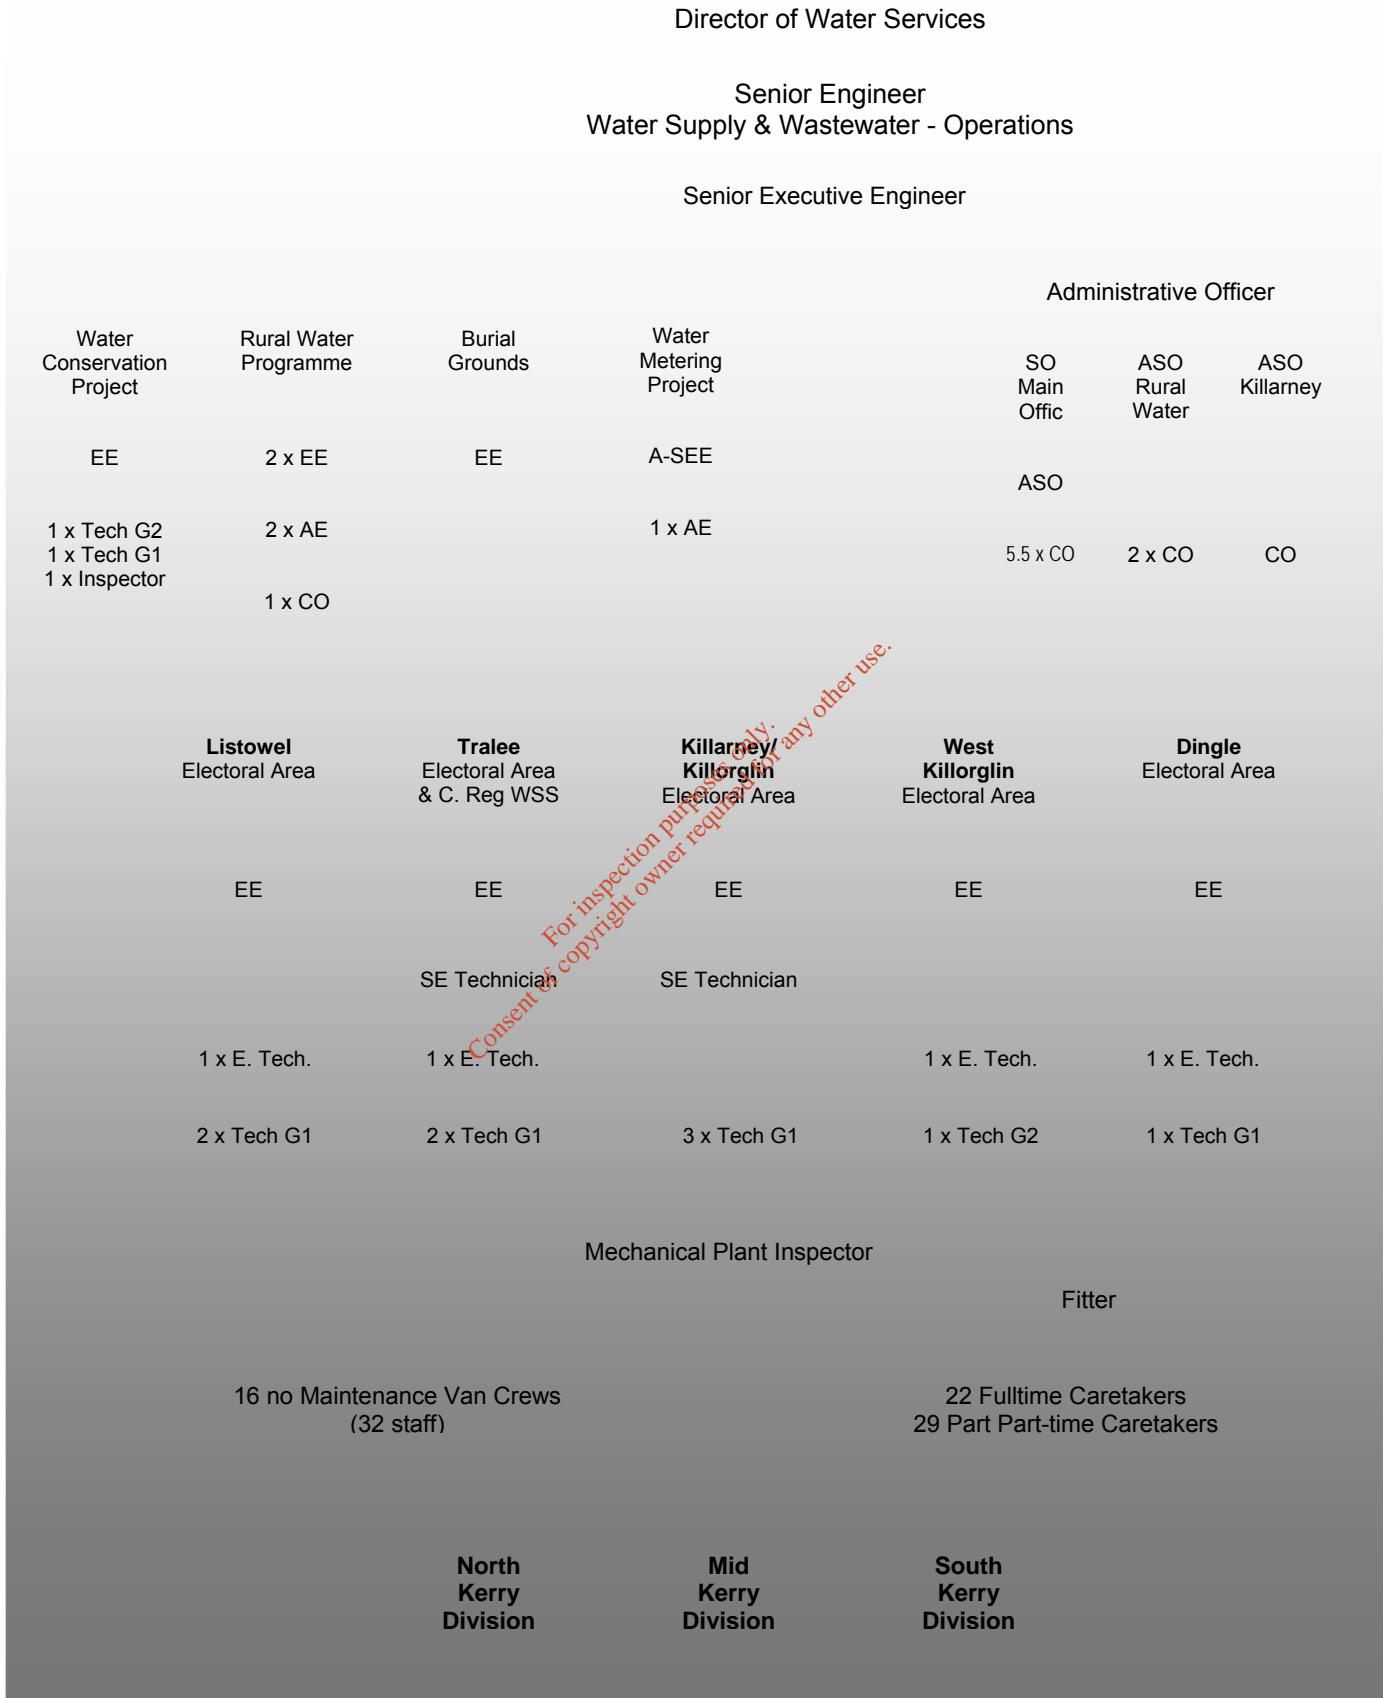 Director of Water Services
Senior Engineer
Water Supply & Wastewater - Operations
Senior Executive Engineer
Administrative Officer
Water
Conservation
Project
Rural Water
Programme
Burial
Grounds
Water
Metering
Project
SO
Main
Offic
ASO
Rural
Water
ASO
Killarney
EE
2 x EE
EE
A-SEE
ASO
1 x Tech G2
1 x Tech G1
1 x Inspector
2 x AE
1 x AE
5.5 x CO
2 x CO
CO
1 x CO
For inspection purposes only.
Consent of copyright owner required for any other use.
Listowel
Electoral Area
Tralee
Electoral Area
& C. Reg WSS
Killarney/
Killorglin
Electoral Area
West
Killorglin
Electoral Area
Dingle
Electoral Area
EE
EE
EE
EE
EE
SE Technician
SE Technician
1 x E. Tech.
1 x E. Tech.
1 x E. Tech.
1 x E. Tech.
2 x Tech G1
2 x Tech G1
3 x Tech G1
1 x Tech G2
1 x Tech G1
Mechanical Plant Inspector
Fitter
16 no Maintenance Van Crews
(32 staff)
22 Fulltime Caretakers
29 Part Part-time Caretakers
North
Kerry
Division
Mid
Kerry
Division
South
Kerry
Division